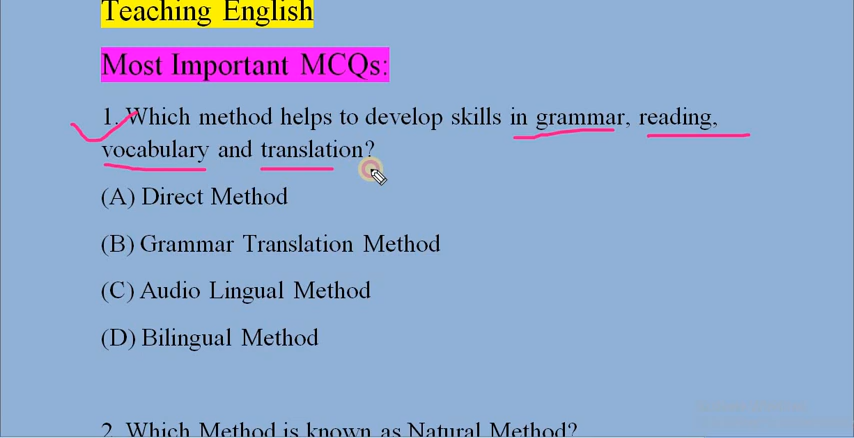 Teaching English
Most Important MCQs:
1. Which method helps to develop skills in grammar, reading,
vocabulary and translation?
(A) Direct Method
(B) Grammar Translation Method
(C) Audio Lingual Method
(D) Bilingual Method
2. Which Method is known as Natural Method?